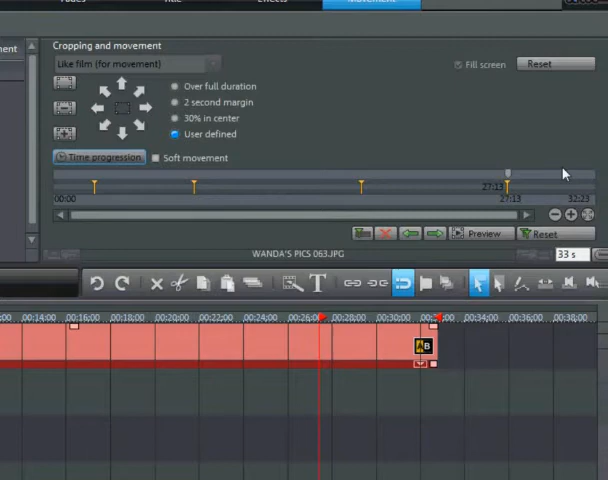 Movement
Cropping and movement
Like film (for movement)
Fill screen
Reset
Over full duration
2 second margin
30% in center
User defined
Time progression
Soft movement
27:13
00:00
27:13
32:23
Preview
Reset
WANDA'S PICS 063.JPG
33 s
00:14:00
00:16:00
00:18:00
00:20:00
00:22:00
00:24:00
00:28:00
00:30:00
00:34:00
00:36:00
00:38:00